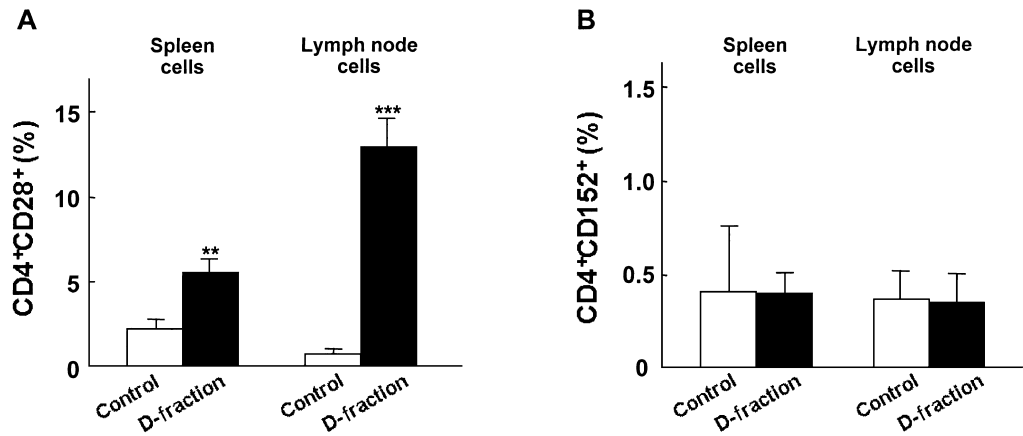 A
Spleen
cells
Lymph node
cells
CD4+CD28+ (%)
15
10
5
0
**
***
Control
D-fraction
Control
D-fraction
B
Spleen
cells
Lymph node
cells
CD4+CD152+ (%)
1.5
1.0
0.5
0
Control
D-fraction
Control
D-fraction